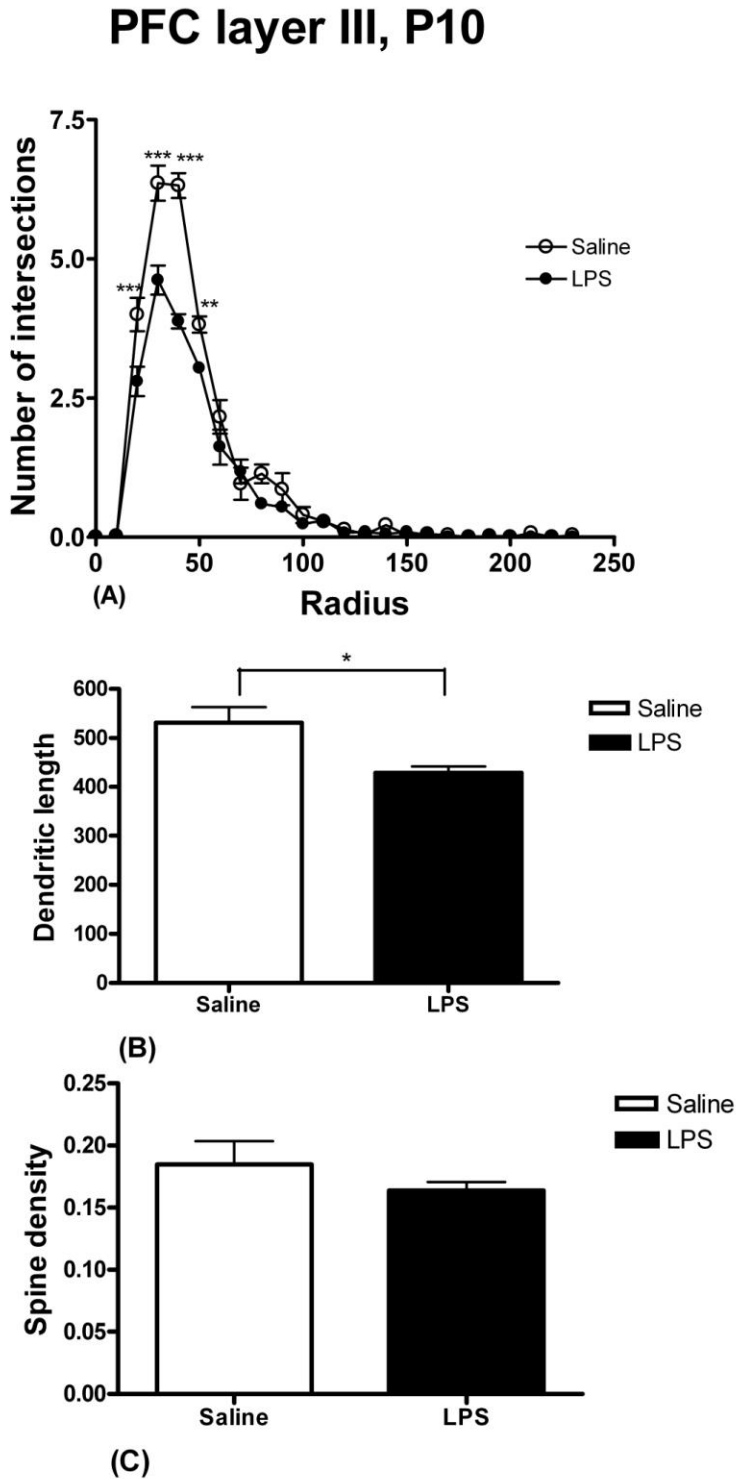 PFC layer III, P10
7.5
5.0
2.5
0.0
Number of intersections
*** ***
***
**
Saline
LPS
0 50 100 150 200 250
(A)
Radius
*
600
500
400
300
200
100
0
Dendritic length
Saline
LPS
Saline LPS
(B)
0.25
0.20
0.15
0.10
0.05
0.00
Spine density
Saline
LPS
Saline LPS
(C)